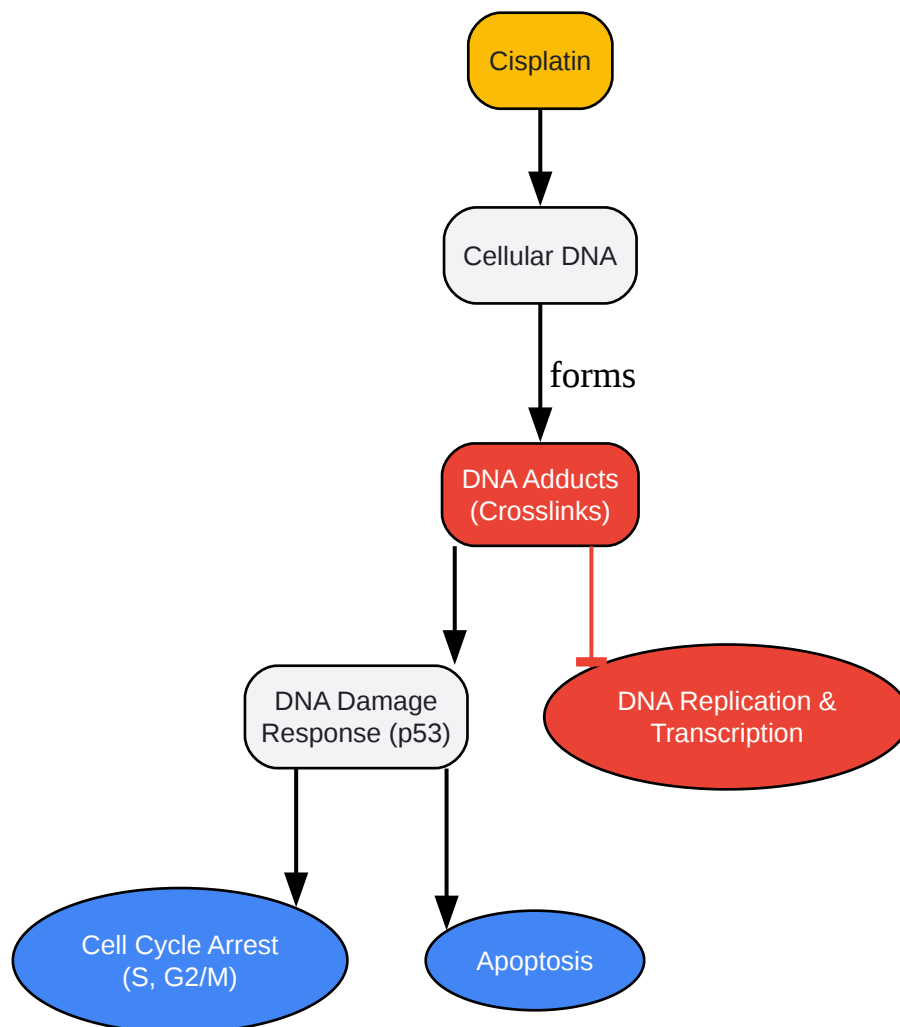 Cisplatin
Cellular DNA
forms
DNA Adducts
(Crosslinks)
DNA Damage
Response (p53)
DNA Replication &
Transcription
Cell Cycle Arrest
(S, G2/M)
Apoptosis